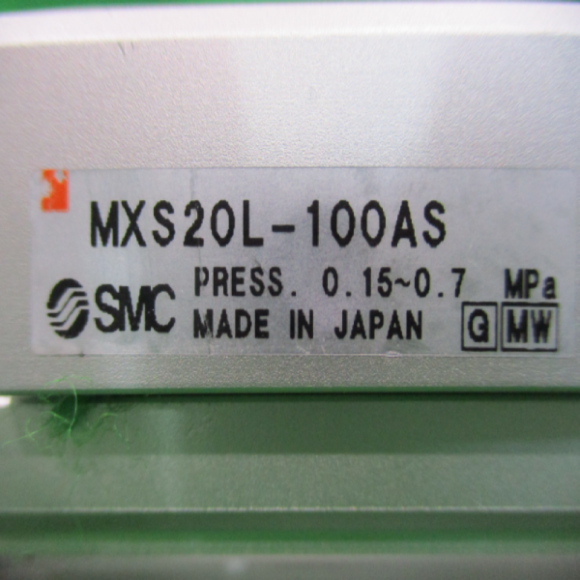 MXS20L-100AS
SMC PRESS. 0.15~0.7 MPa
MADE IN JAPAN G MW